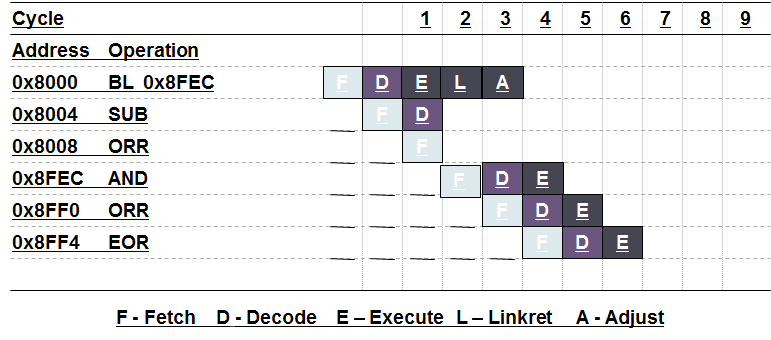 Cycle 1 2 3 4 5 6 7 8 9
Address Operation
0x8000 BL 0x8FEC F D E L A
0x8004 SUB F D
0x8008 ORR F
0x8FEC AND F D E
0x8FF0 ORR F D E
0x8FF4 EOR F D E
F - Fetch D - Decode E – Execute L – Linkret A - Adjust